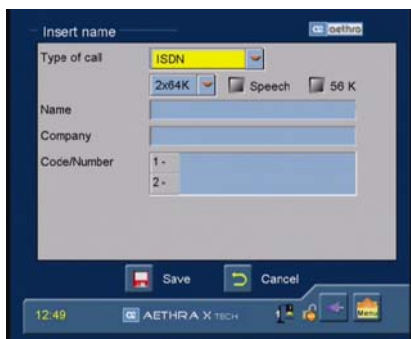 Insert name
aethra
Type of call
ISDN
2x64K Speech 56 K
Name
Company
Code/Number
1 -
2 -
Save Cancel
12:49 AETHRA X TECH 1 Menu